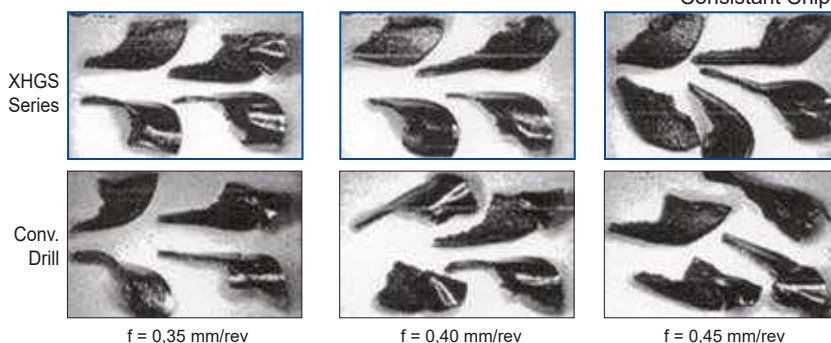 Consistant Chip
XHGS
Series
Conv.
Drill
f = 0,35 mm/rev
f = 0,40 mm/rev
f = 0,45 mm/rev